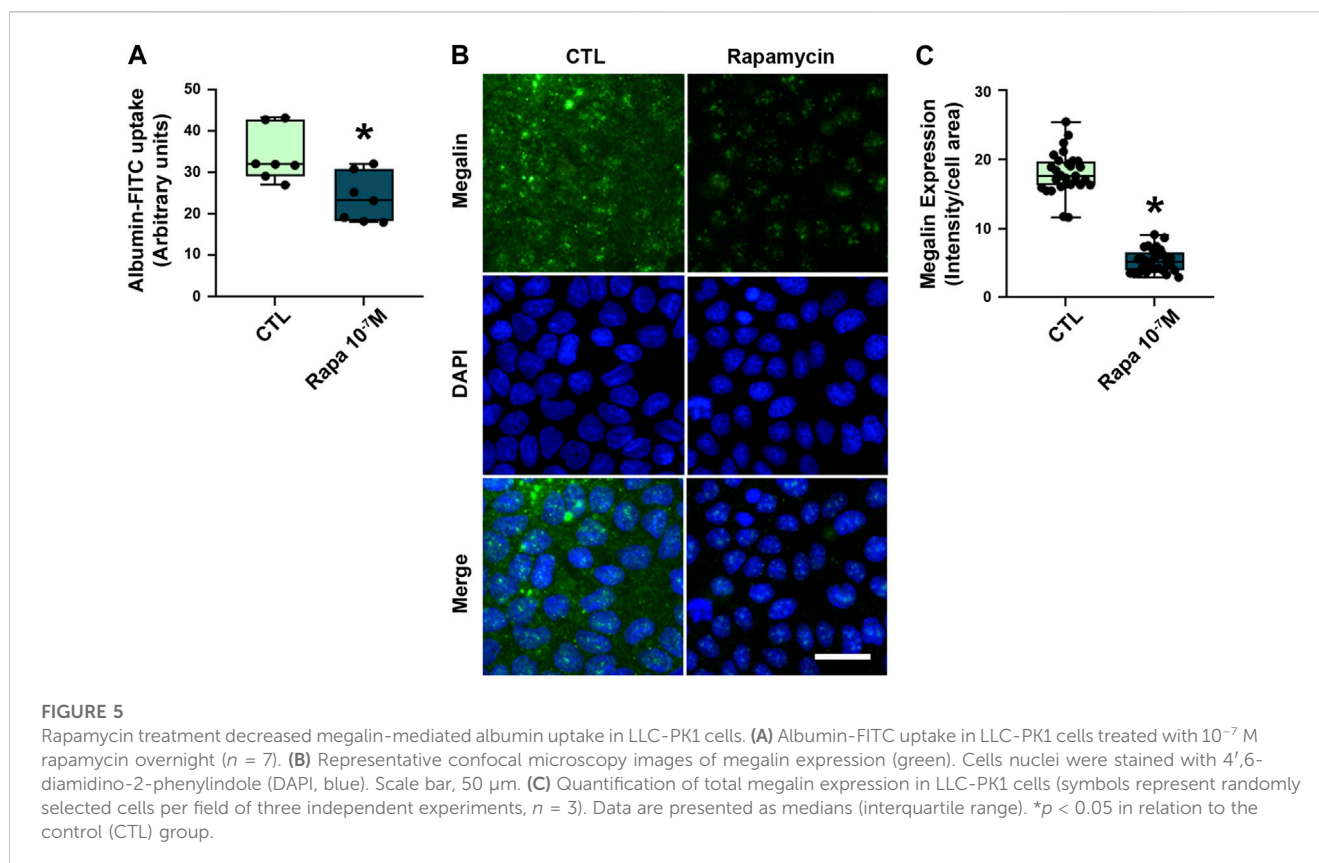 A
Albumin-FITC uptake
(Arbitrary units)
50
40
30
20
10
0
*
CTL
Rapa 10⁻⁷M
B
CTL
Rapamycin
Megalin
DAPI
Merge
C
Megalin Expression
(Intensity/cell area)
30
20
10
0
*
CTL
Rapa 10⁻⁷M
FIGURE 5
Rapamycin treatment decreased megalin-mediated albumin uptake in LLC-PK1 cells. (A) Albumin-FITC uptake in LLC-PK1 cells treated with 10⁻⁷ M
rapamycin overnight (n = 7). (B) Representative confocal microscopy images of megalin expression (green). Cells nuclei were stained with 4′,6-
diamidino-2-phenylindole (DAPI, blue). Scale bar, 50 µm. (C) Quantification of total megalin expression in LLC-PK1 cells (symbols represent randomly
selected cells per field of three independent experiments, n = 3). Data are presented as medians (interquartile range). *p < 0.05 in relation to the
control (CTL) group.